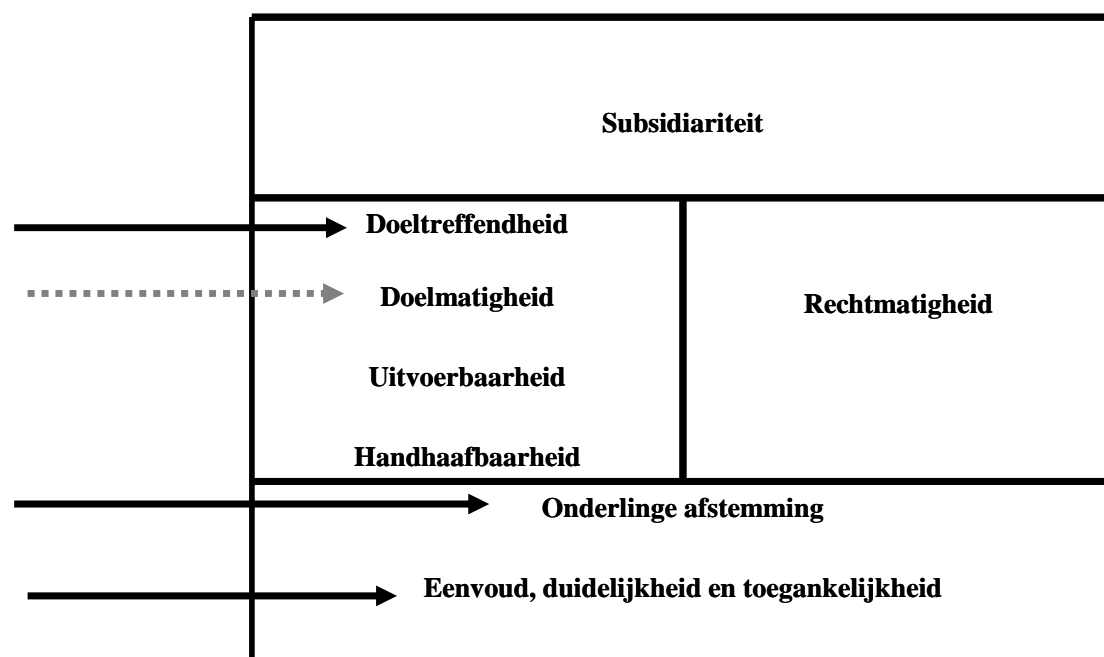 Subsidiariteit
Doeltreffendheid
Doelmatigheid
Rechtmatigheid
Uitvoerbaarheid
Handhaafbaarheid
Onderlinge afstemming
Eenvoud, duidelijkheid en toegankelijkheid